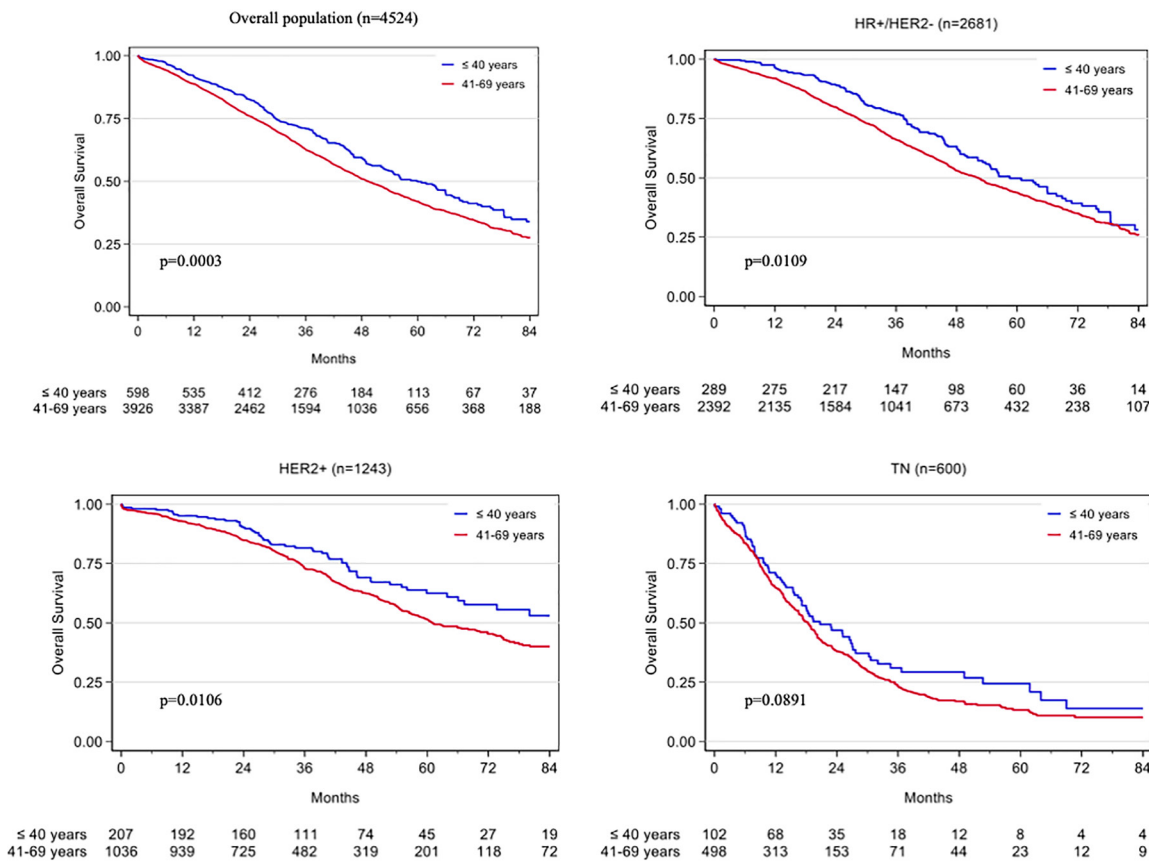 Overall population (n=4524)
Overall Survival
1.00
0.75
0.50
0.25
0.00
≤ 40 years
41-69 years
p=0.0003
0 12 24 36 48 60 72 84
Months
≤ 40 years 598 535 412 276 184 113 67 37
41-69 years 3926 3387 2462 1594 1036 656 368 188
HR+/HER2- (n=2681)
Overall Survival
1.00
0.75
0.50
0.25
0.00
≤ 40 years
41-69 years
p=0.0109
0 12 24 36 48 60 72 84
Months
≤ 40 years 289 275 217 147 98 60 36 14
41-69 years 2392 2135 1584 1041 673 432 238 107
HER2+ (n=1243)
Overall Survival
1.00
0.75
0.50
0.25
0.00
≤ 40 years
41-69 years
p=0.0106
0 12 24 36 48 60 72 84
Months
≤ 40 years 207 192 160 111 74 45 27 19
41-69 years 1036 939 725 482 319 201 118 72
TN (n=600)
Overall Survival
1.00
0.75
0.50
0.25
0.00
≤ 40 years
41-69 years
p=0.0891
0 12 24 36 48 60 72 84
Months
≤ 40 years 102 68 35 18 12 8 4 4
41-69 years 498 313 153 71 44 23 12 9